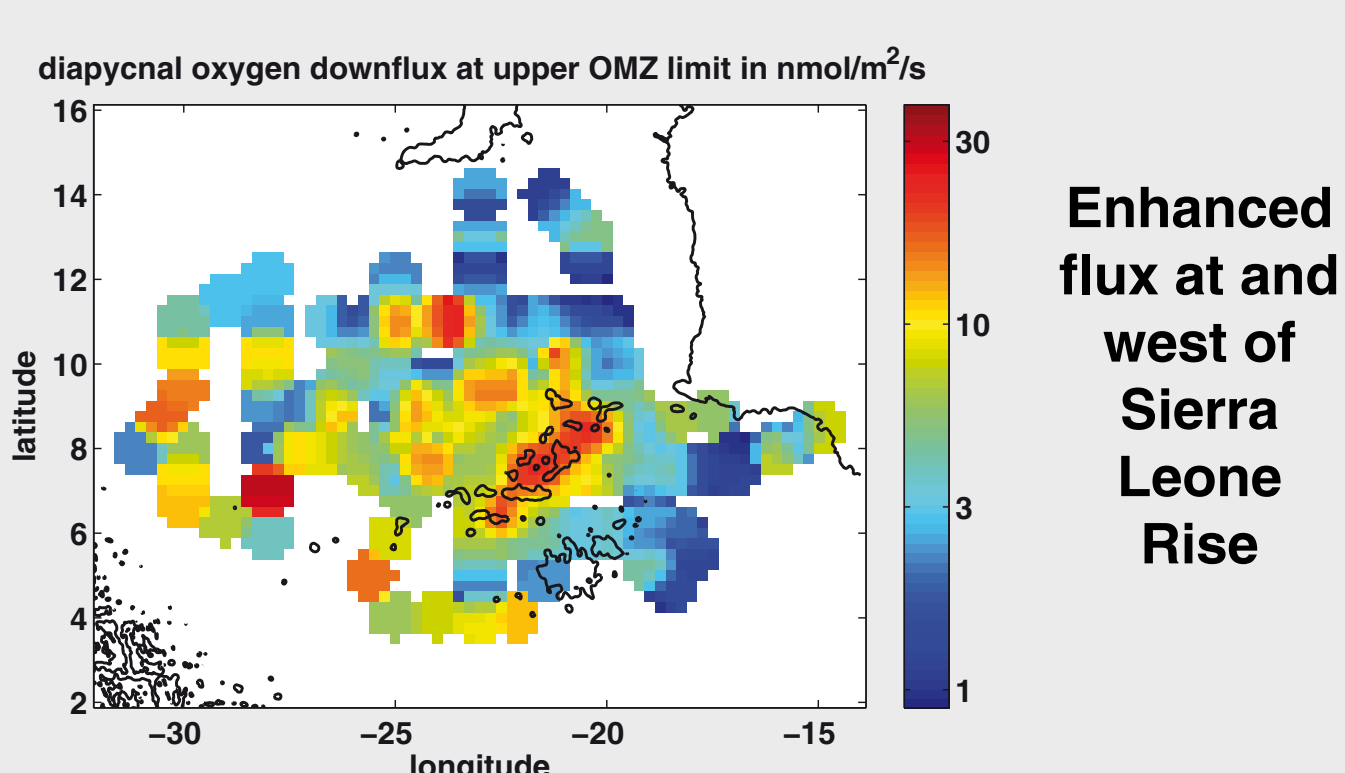 diapycnal oxygen downflux at upper OMZ limit in nmol/m²/s
16
14
12
10
8
6
4
2
latitude
−30
−25
−20
−15
longitude
30
10
3
1
Enhanced
flux at and
west of
Sierra
Leone
Rise